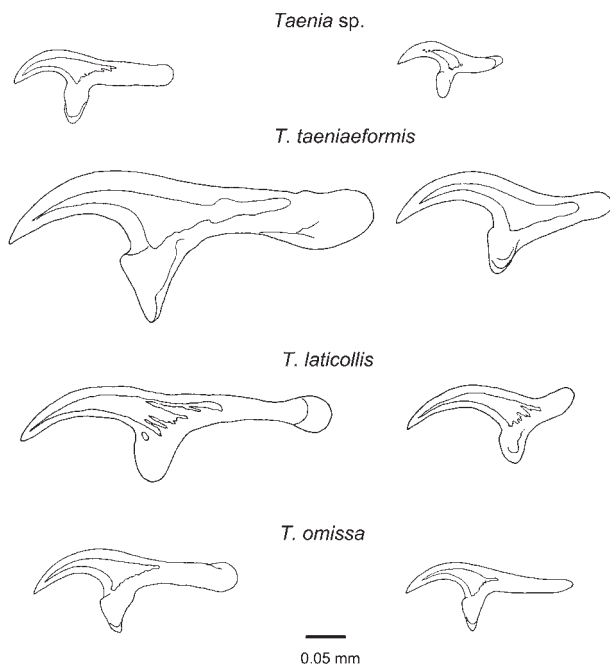 Taenia sp.
T. taeniaeformis
T. laticollis
T. omissa
0.05 mm